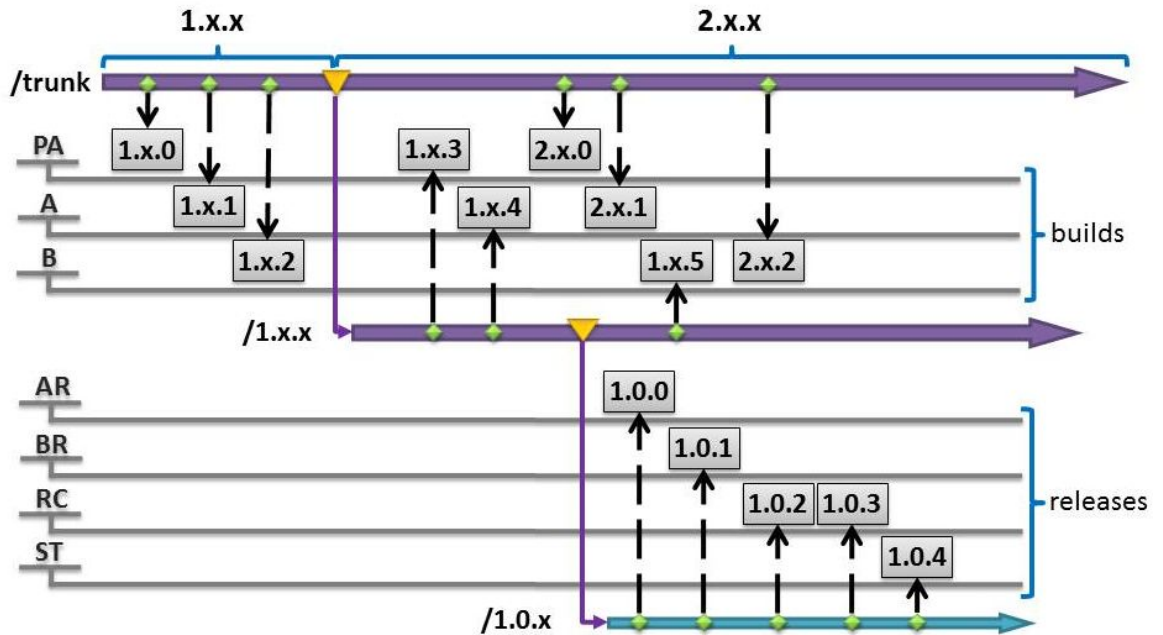 1.x.x 2.x.x
/trunk
PA 1.x.0 1.x.3 2.x.0
A 1.x.1 1.x.4 2.x.1
builds
B 1.x.2 1.x.5 2.x.2
/1.x.x
AR 1.0.0
BR 1.0.1
RC 1.0.2 1.0.3
releases
ST 1.0.4
/1.0.x